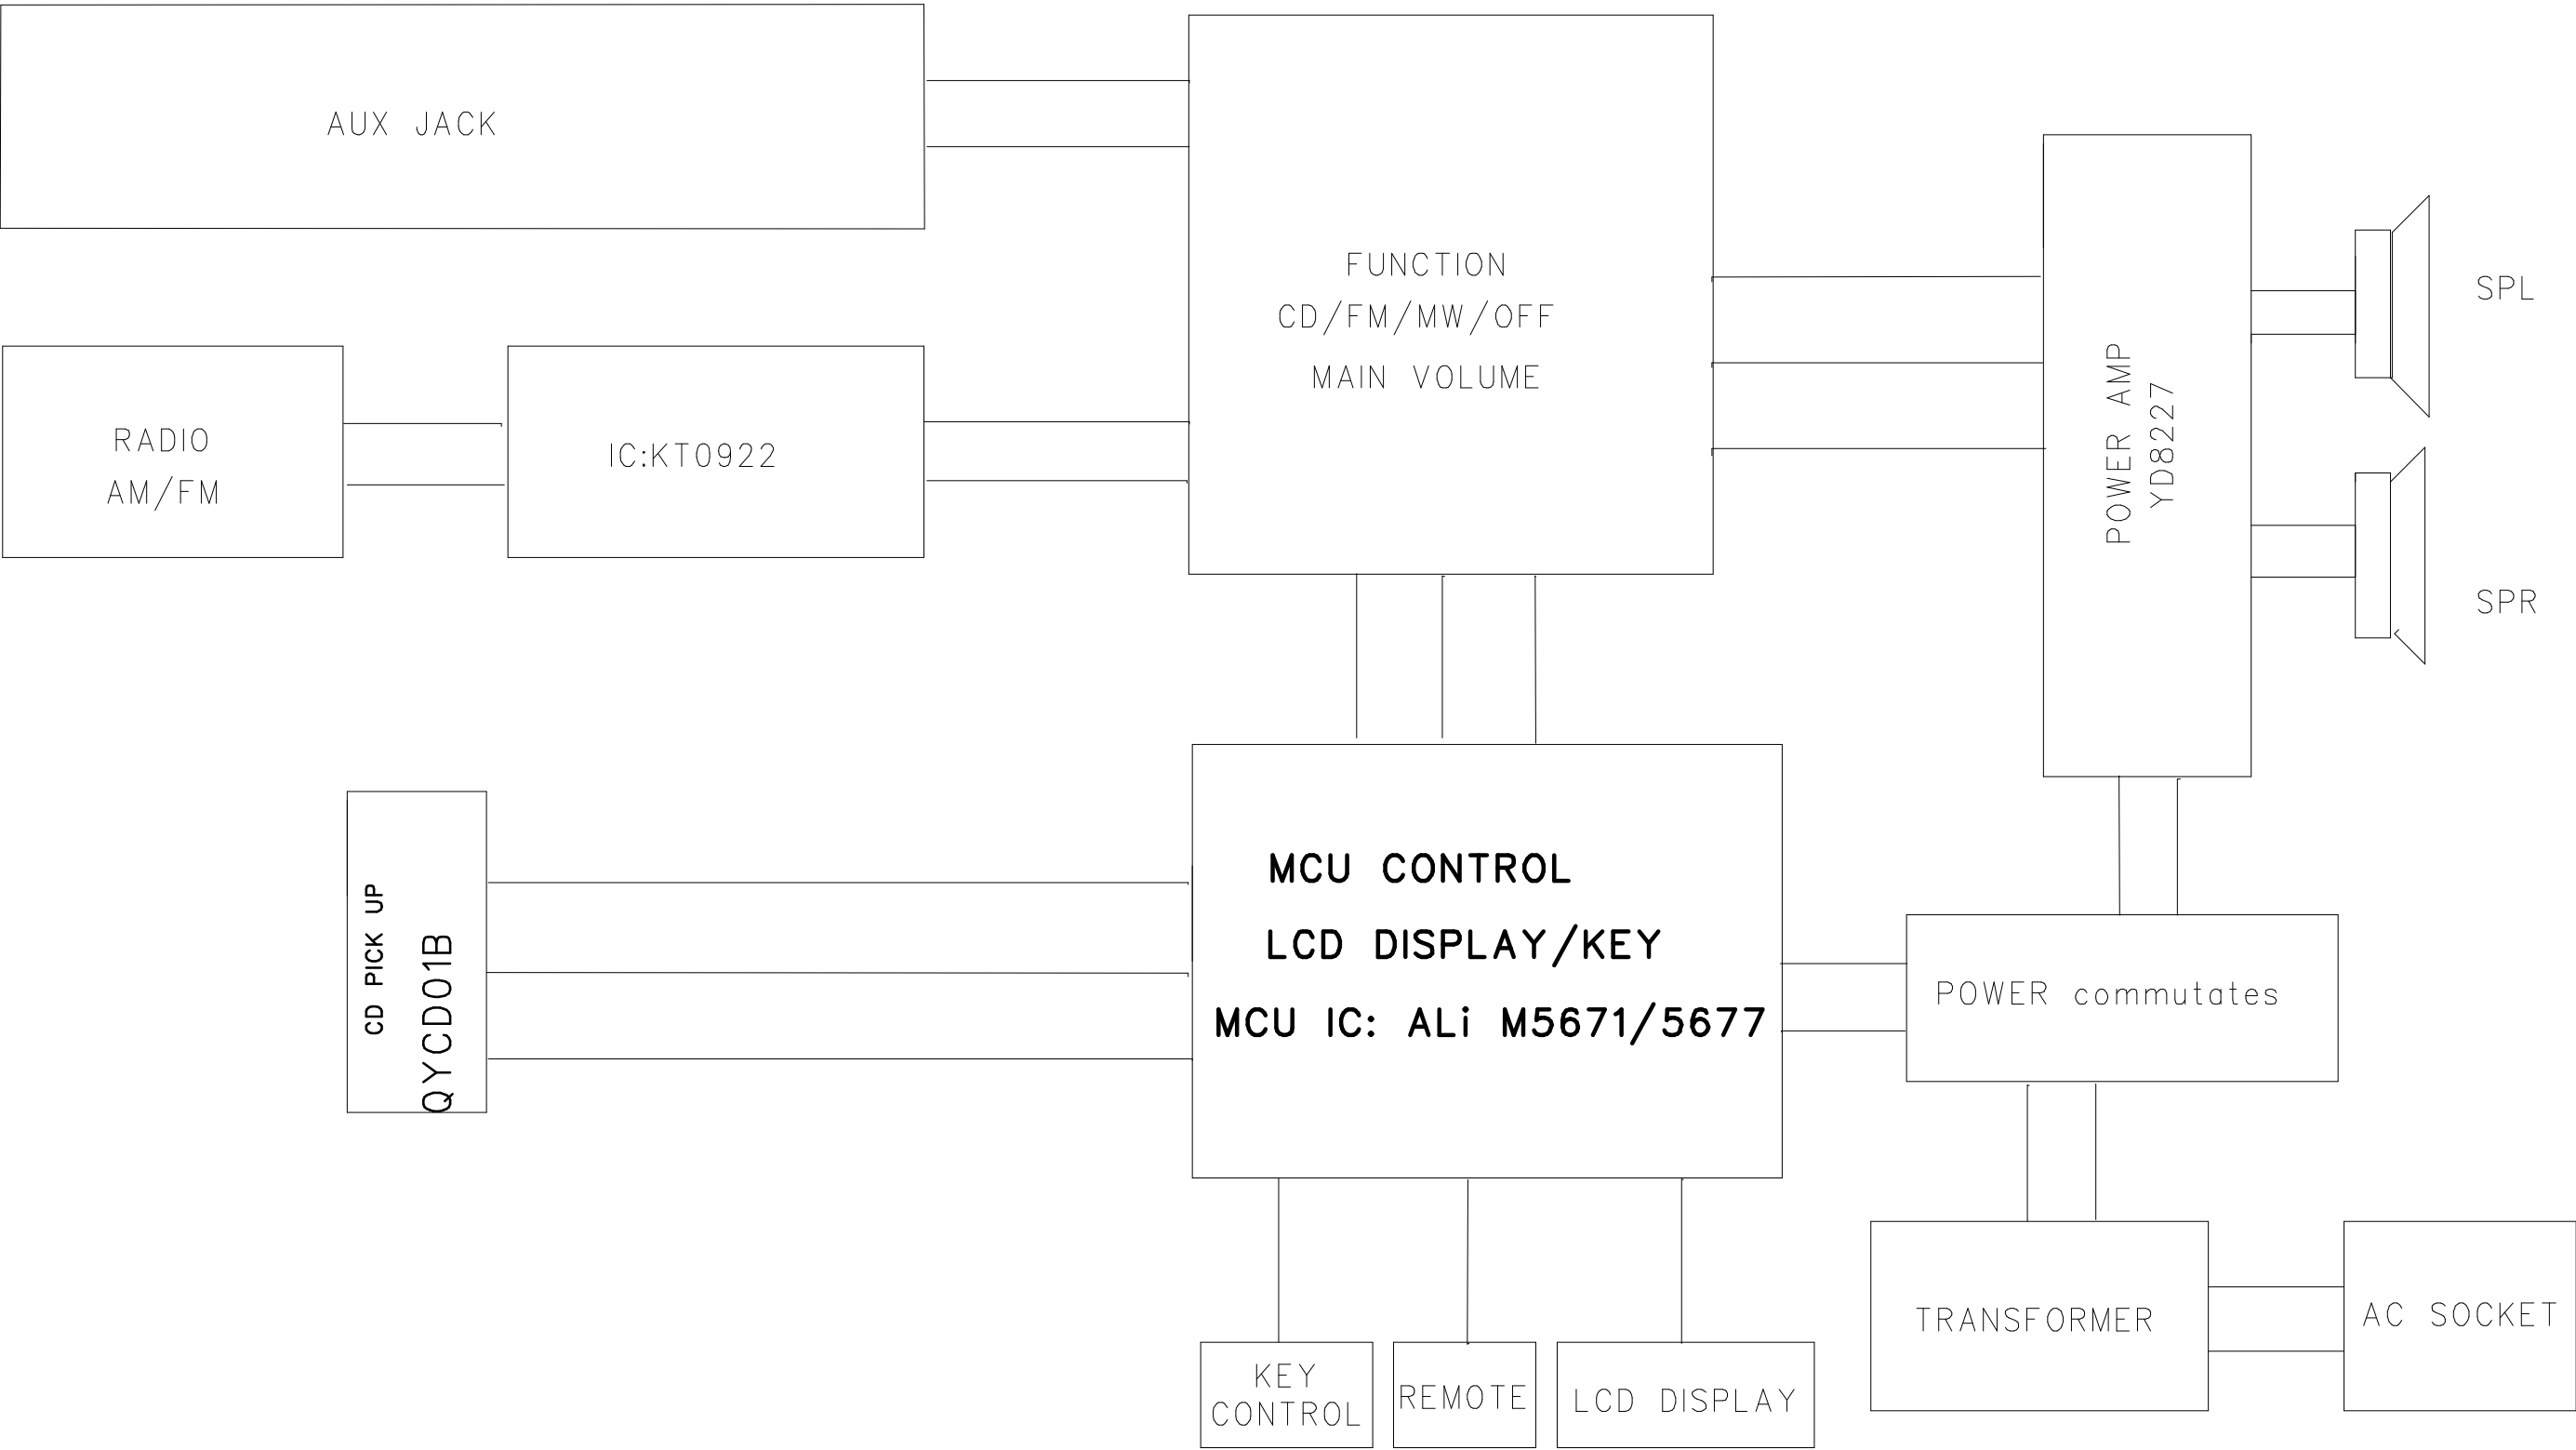 AUX JACK
FUNCTION
CD/FM/MW/OFF
MAIN VOLUME
SPL
POWER AMP
YD8227
RADIO
AM/FM
IC:KT0922
SPR
CD PICK UP
QYCD01B
MCU CONTROL
LCD DISPLAY/KEY
MCU IC: ALi M5671/5677
POWER commutates
TRANSFORMER
AC SOCKET
KEY
CONTROL
REMOTE
LCD DISPLAY